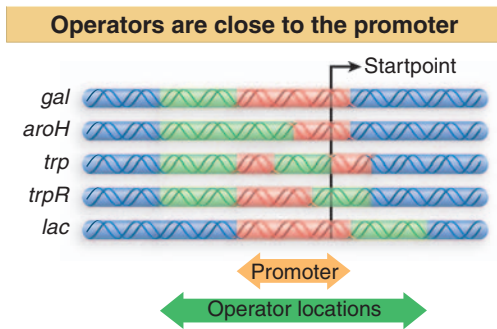 Operators are close to the promoter
Startpoint
gal
aroH
trp
trpR
lac
Promoter
Operator locations